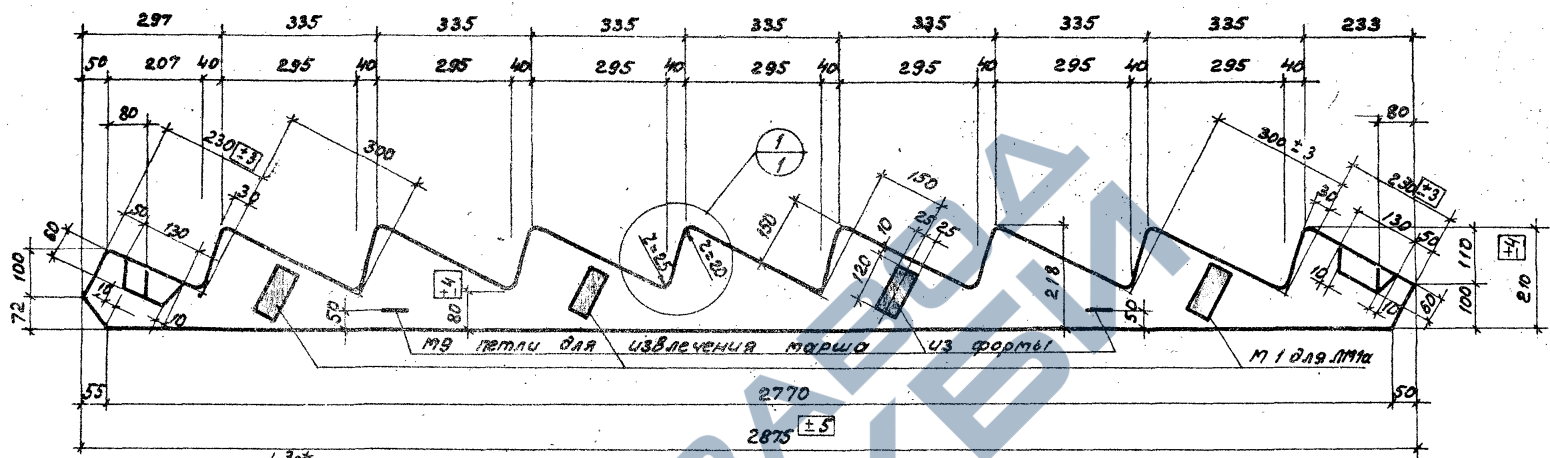 297 335 335 335 335 335 335 335 233
50 207 40 295 40 295 40 295 40 295 40 295 40 295 40 295 40
80 80
230 ±3 300 1 150 300 ±3 230 ±3
1
30 30
60 50 130 150 10 25 25 130 50
100 72 10 10 z=25 z=20 120 218 10 10 60 110 100 210 ±4
±4
50 80 50
М9 петли для извлечения марша из формы М1 для ЛМ1а
55 2770 50
2875 ±5
ЗАВОД
ЖБИ